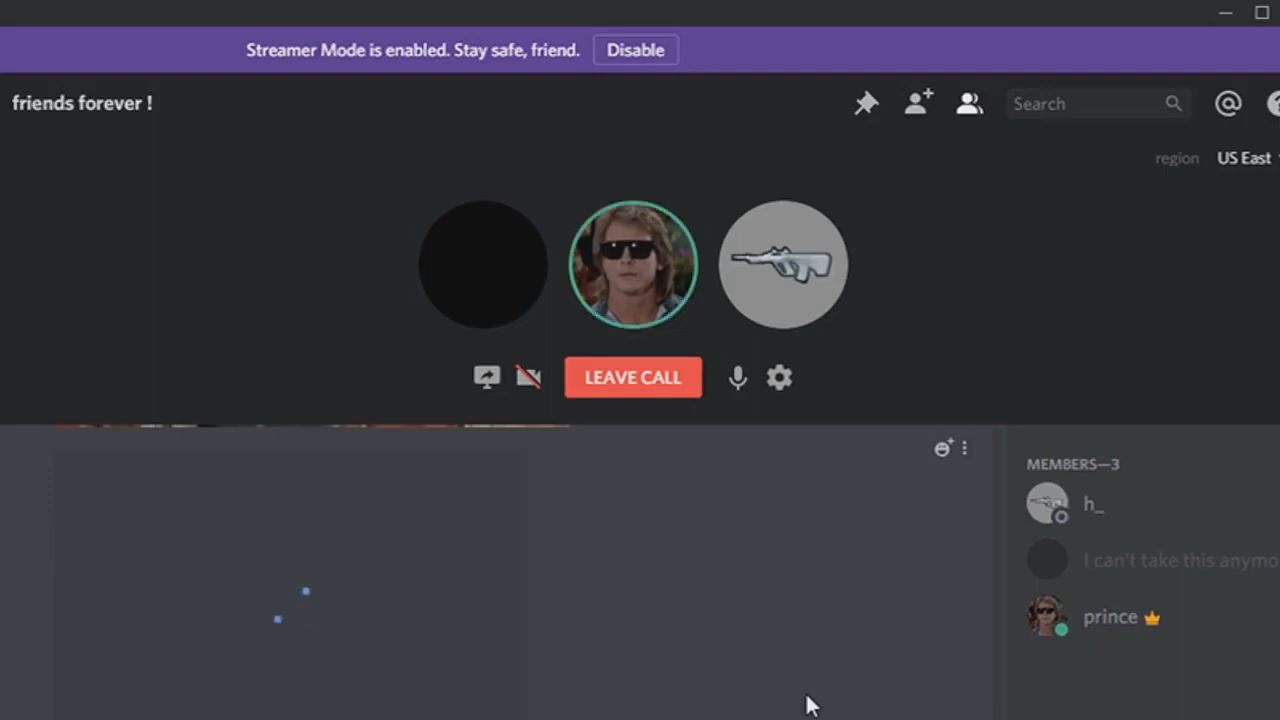 Streamer Mode is enabled. Stay safe, friend. Disable
friends forever !
Search
region US East
LEAVE CALL
MEMBERS—3
h_
I can't take this anymo
prince